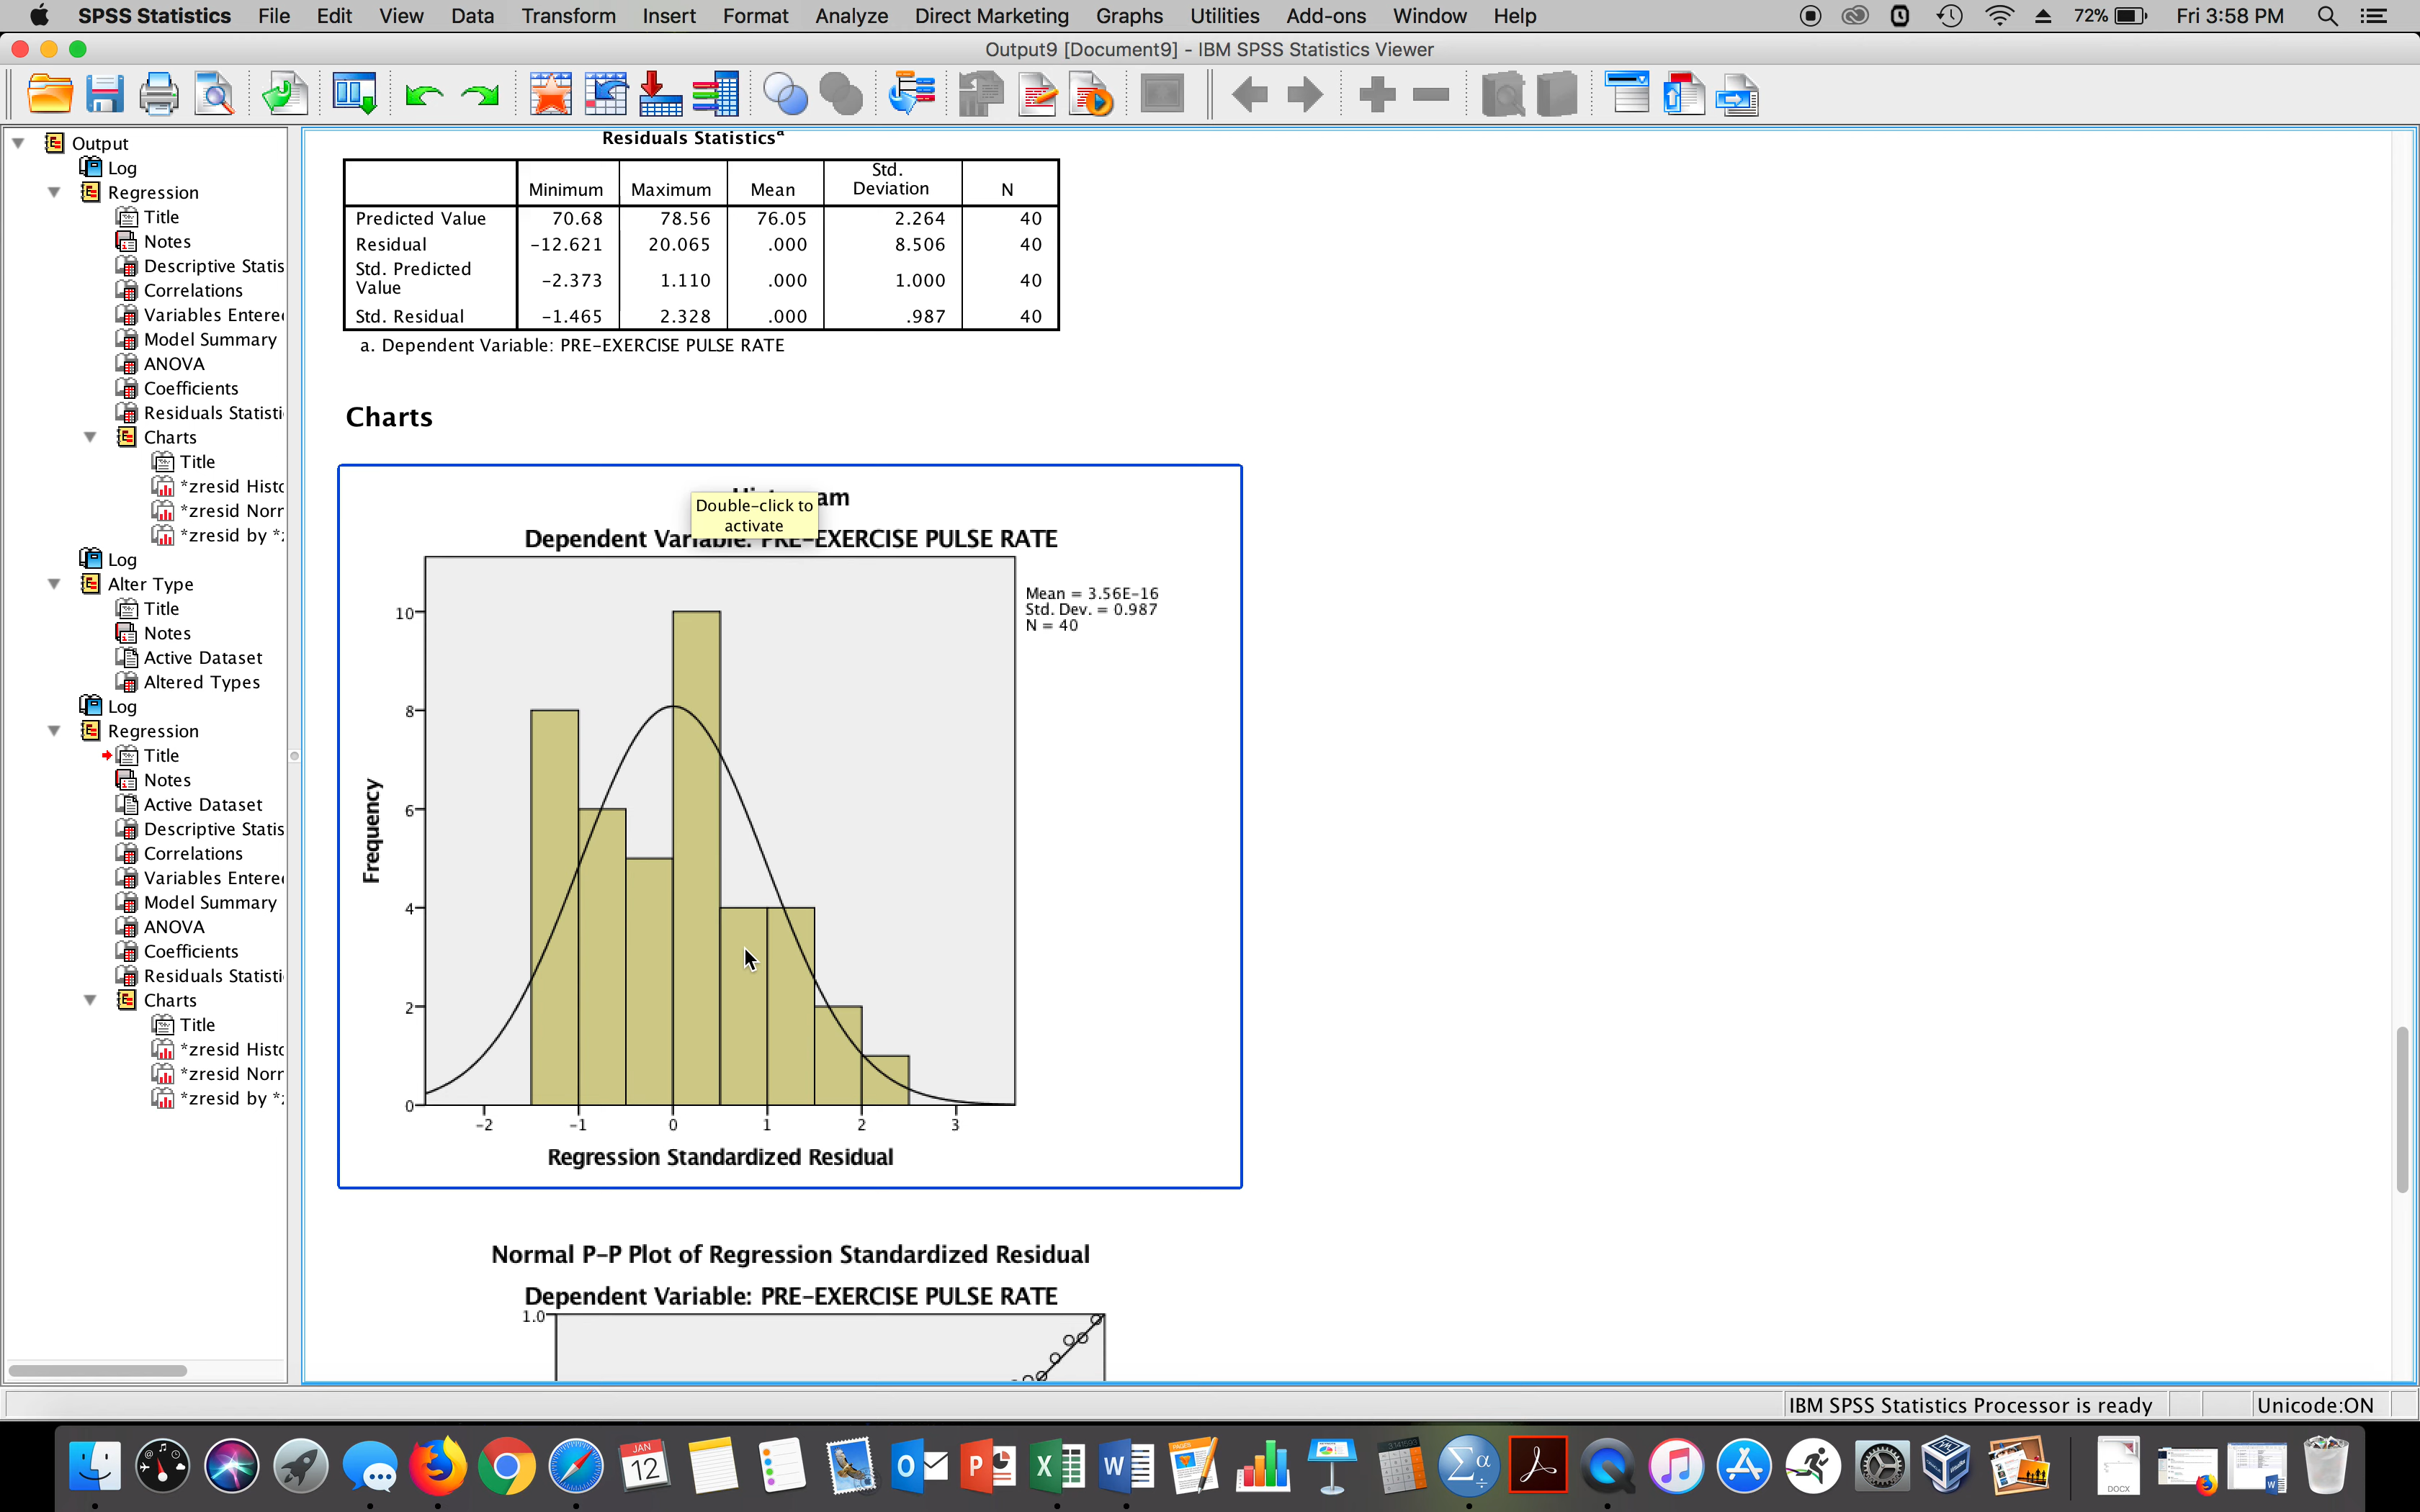 SPSS Statistics File Edit View Data Transform Insert Format Analyze Direct Marketing Graphs Utilities Add-ons Window Help 72% Fri 3:58 PM
Output9 [Document9] - IBM SPSS Statistics Viewer
Output
Log
Regression
Title
Notes
Descriptive Statis
Correlations
Variables Entere
Model Summary
ANOVA
Coefficients
Residuals Statisti
Charts
Title
*zresid Histo
*zresid Norr
*zresid by *
Log
Alter Type
Title
Notes
Active Dataset
Altered Types
Log
Regression
Title
Notes
Active Dataset
Descriptive Statis
Correlations
Variables Entere
Model Summary
ANOVA
Coefficients
Residuals Statisti
Charts
Title
*zresid Histo
*zresid Norr
*zresid by *
Residuals Statisticsᵃ
Minimum Maximum Mean Std. Deviation N
Predicted Value 70.68 78.56 76.05 2.264 40
Residual -12.621 20.065 .000 8.506 40
Std. Predicted Value -2.373 1.110 .000 1.000 40
Std. Residual -1.465 2.328 .000 .987 40
a. Dependent Variable: PRE-EXERCISE PULSE RATE
Charts
Double-click to
activate
Dependent Variable: PRE-EXERCISE PULSE RATE
Mean = 3.56E-16
Std. Dev. = 0.987
N = 40
10
8
6
4
2
0
Frequency
-2 -1 0 1 2 3
Regression Standardized Residual
Normal P-P Plot of Regression Standardized Residual
Dependent Variable: PRE-EXERCISE PULSE RATE
1.0
IBM SPSS Statistics Processor is ready Unicode:ON
JAN
12
DOCX